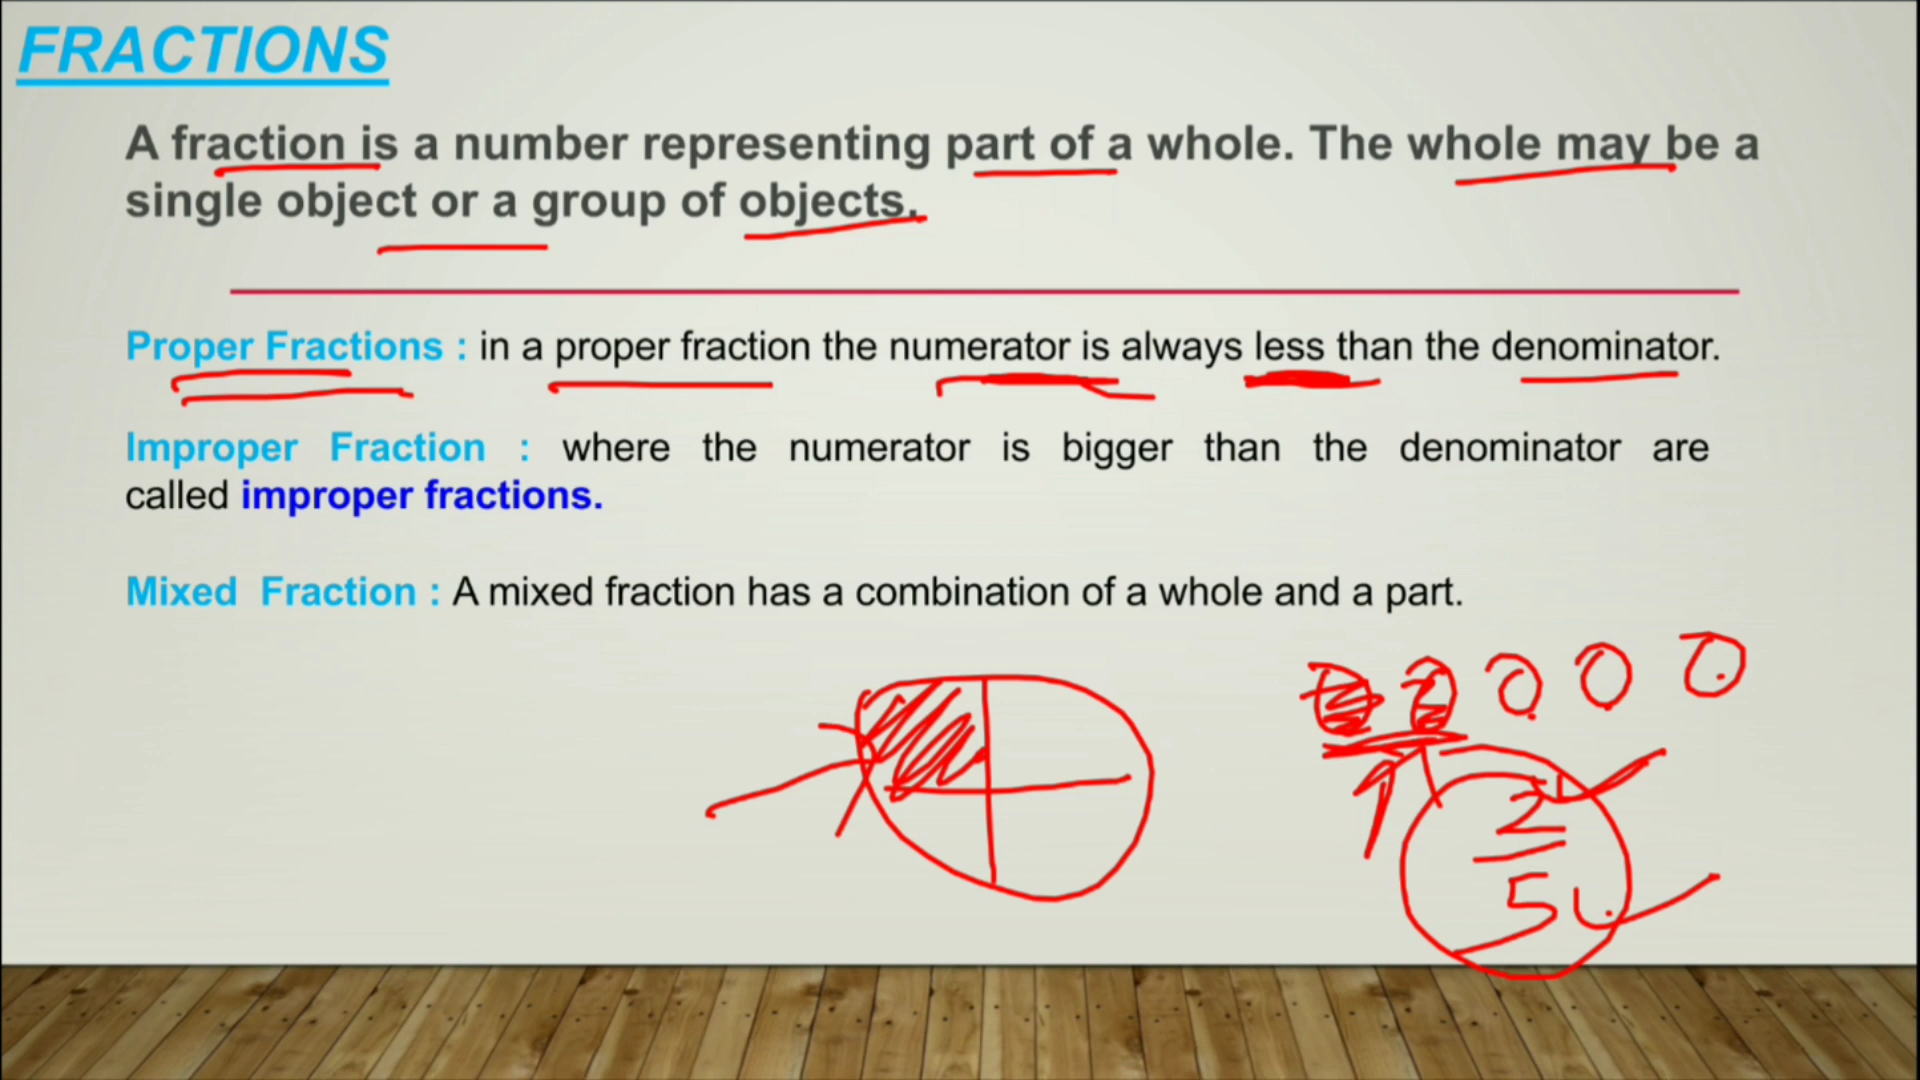 FRACTIONS
A fraction is a number representing part of a whole. The whole may be a
single object or a group of objects.
Proper Fractions : in a proper fraction the numerator is always less than the denominator.
Improper Fraction : where the numerator is bigger than the denominator are
called improper fractions.
Mixed Fraction : A mixed fraction has a combination of a whole and a part.
2
5